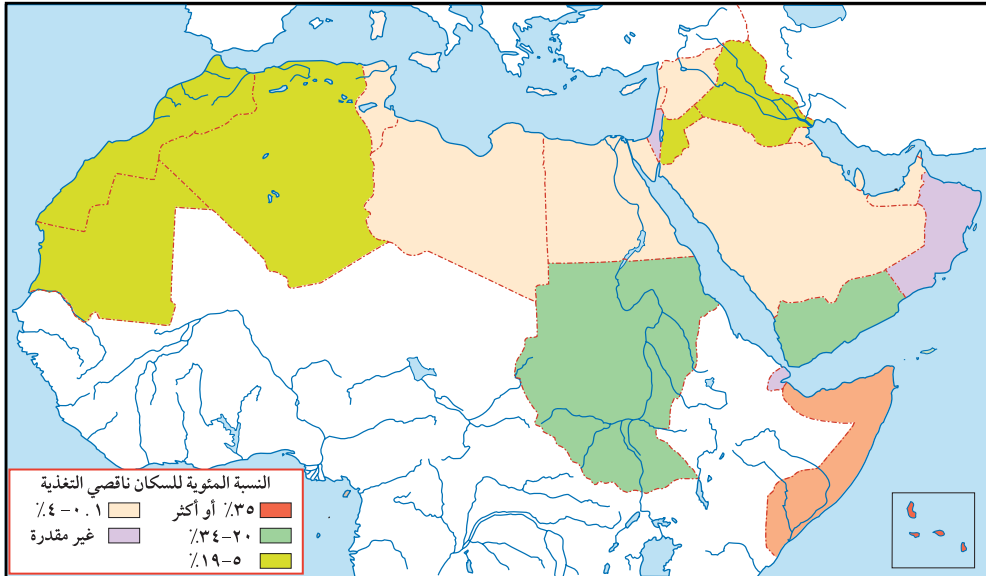 النسبة المئوية للسكان ناقصي التغذية
٣٥٪ أو أكثر
٢٠-٣٤٪
٥-١٩٪
٠.١-٤٪
غير مقدرة